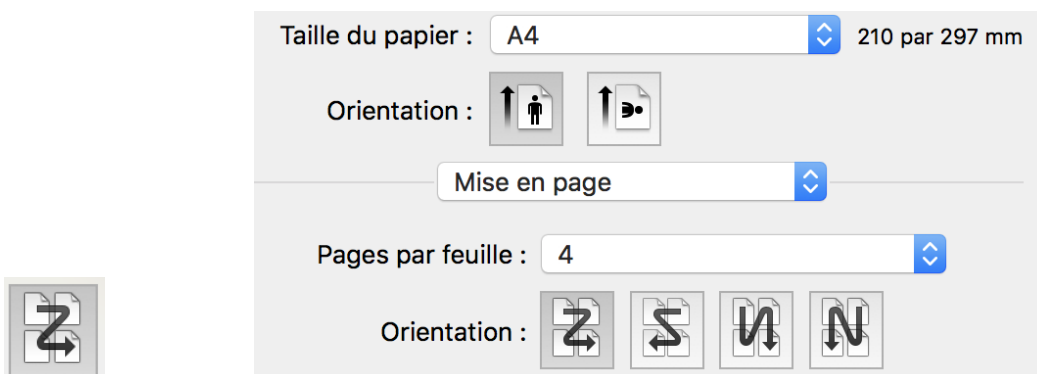 Taille du papier : A4 210 par 297 mm
Orientation :
Mise en page
Pages par feuille : 4
Orientation :